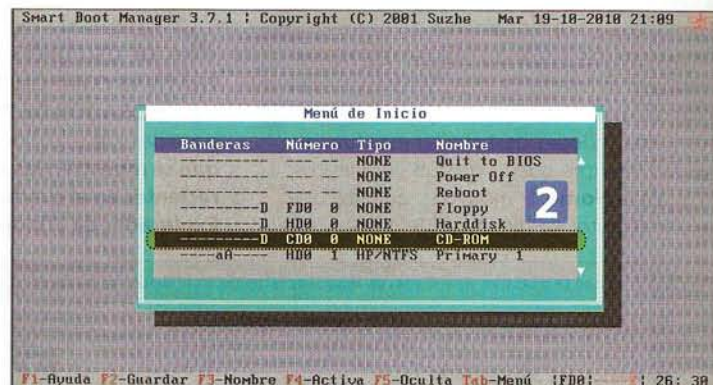 Smart Boot Manager 3.7.1 ¦ Copyright (C) 2001 Suzhe Mar 19-10-2010 21:09
Menú de Inicio
Banderas Número Tipo Nombre
---------- --- -- NONE Quit to BIOS
---------- --- -- NONE Power Off
---------- --- -- NONE Reboot
---------D FD0 0 NONE Floppy
---------D HD0 0 NONE Harddisk
---------D CD0 0 NONE CD-ROM
----aA---- HD0 1 HP/NTFS Primary 1
2
F1-Ayuda F2-Guardar F3-Nombre F4-Activa F5-Oculta Tab-Menú ¦FD0¦ 26: 30